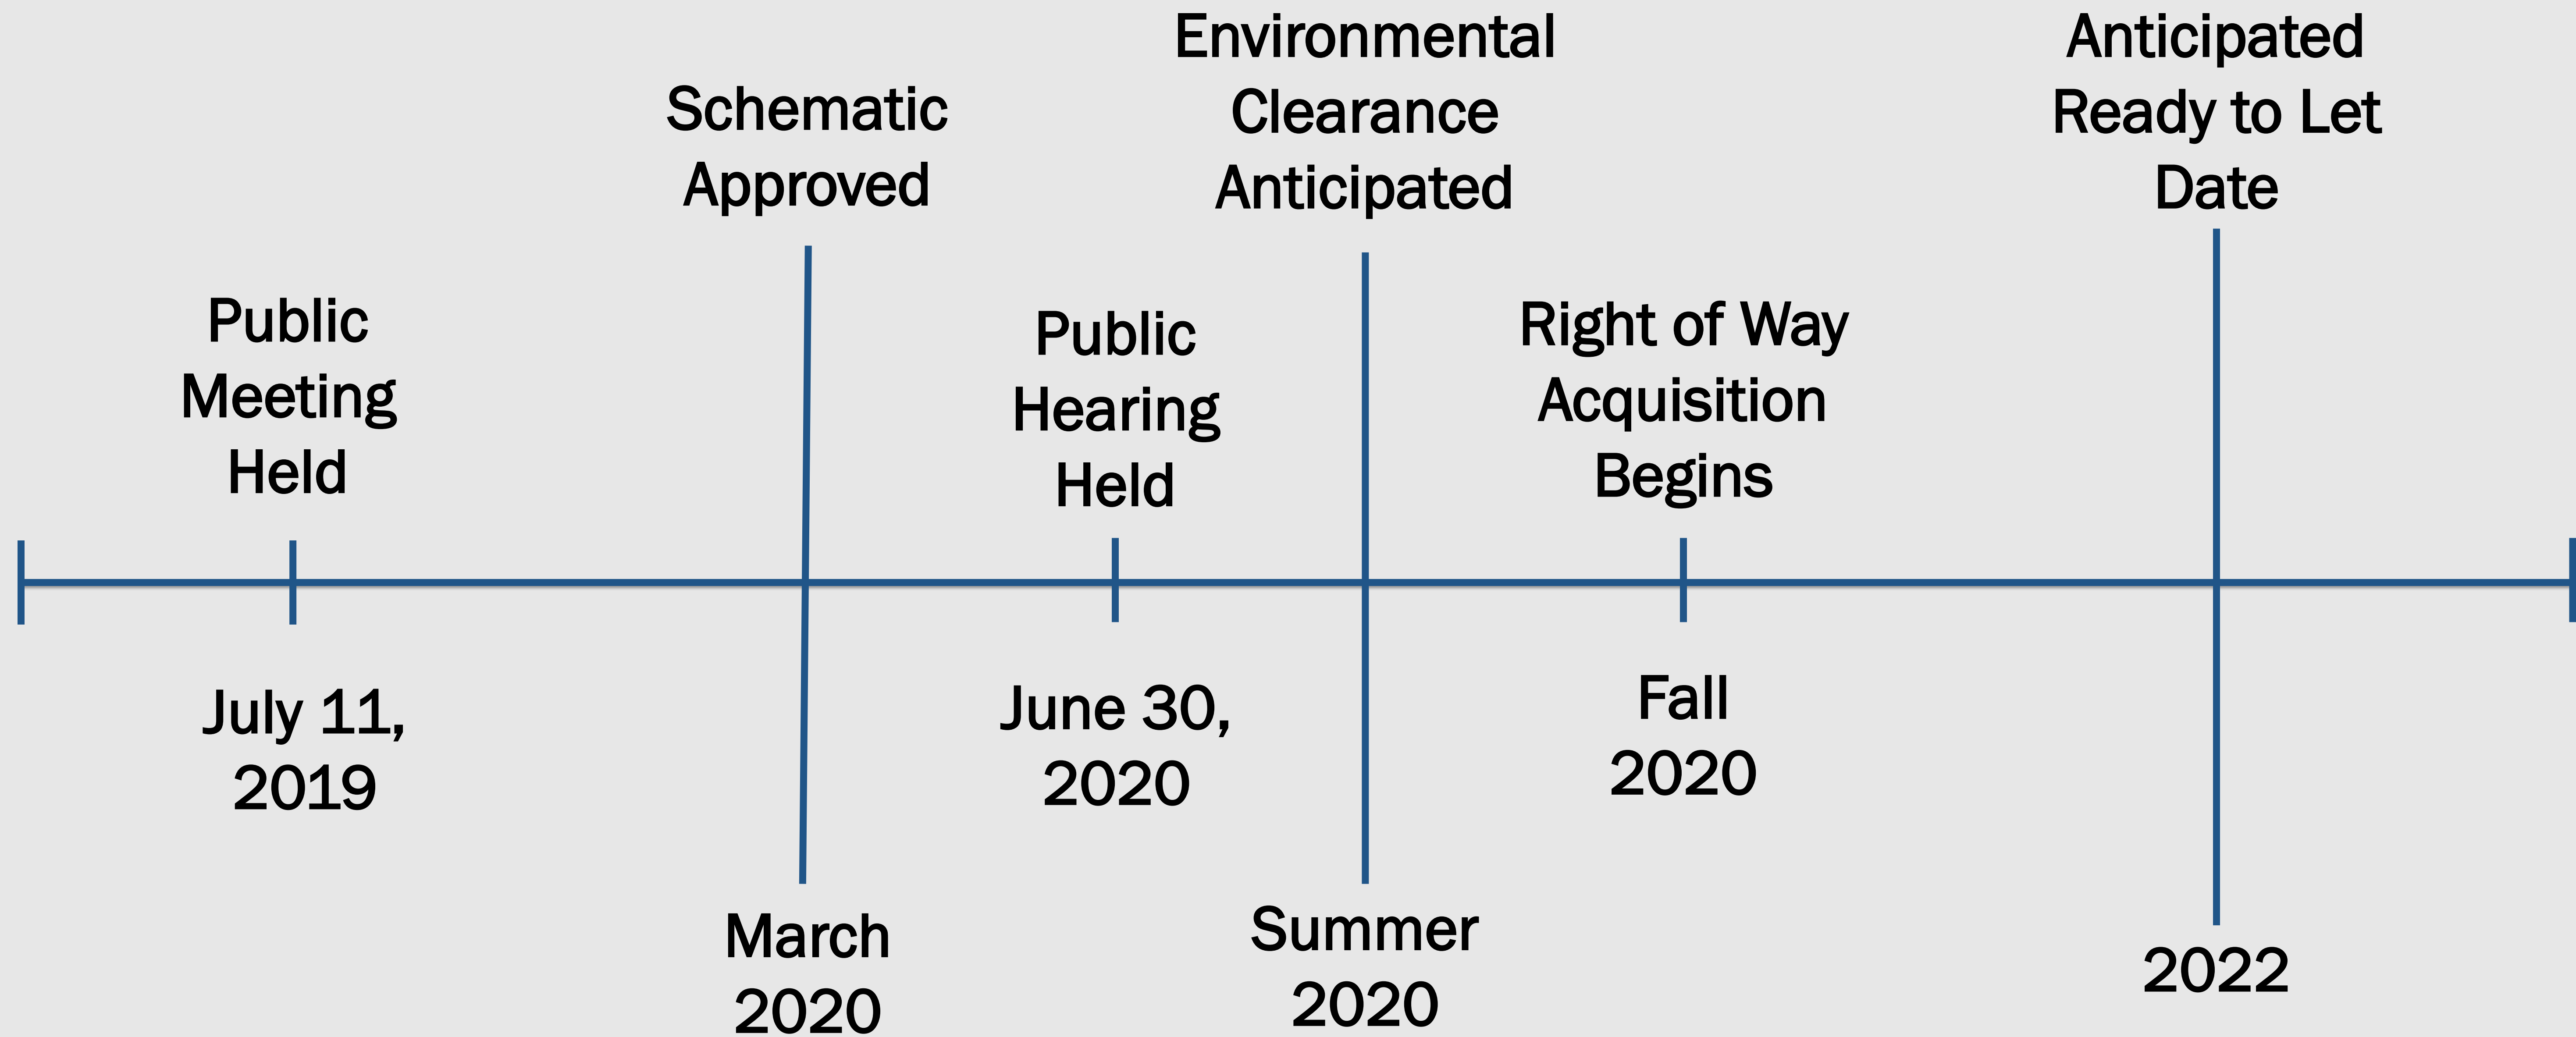 Public
Meeting
Held
July 11,
2019
Schematic
Approved
March
2020
Public
Hearing
Held
June 30,
2020
Environmental
Clearance
Anticipated
Summer
2020
Right of Way
Acquisition
Begins
Fall
2020
Anticipated
Ready to Let
Date
2022